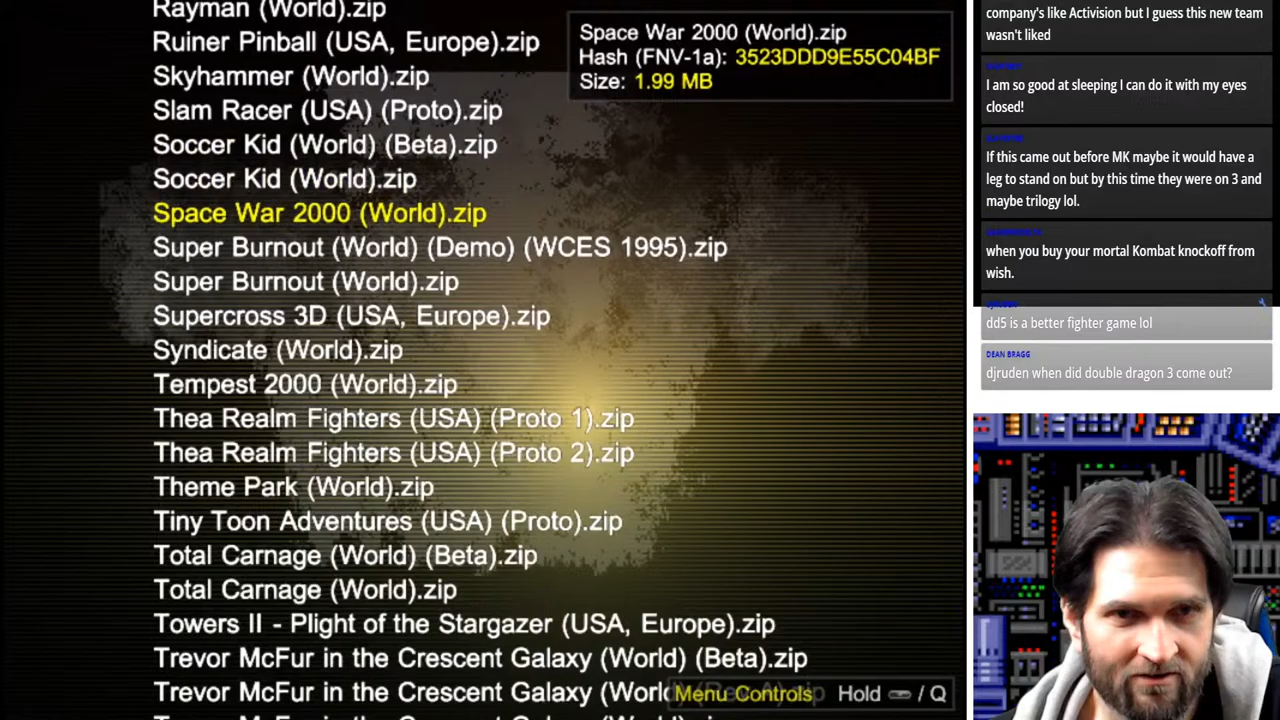 Rayman (World).zip
Ruiner Pinball (USA, Europe).zip
Skyhammer (World).zip
Slam Racer (USA) (Proto).zip
Soccer Kid (World) (Beta).zip
Soccer Kid (World).zip
Space War 2000 (World).zip
Super Burnout (World) (Demo) (WCES 1995).zip
Super Burnout (World).zip
Supercross 3D (USA, Europe).zip
Syndicate (World).zip
Tempest 2000 (World).zip
Thea Realm Fighters (USA) (Proto 1).zip
Thea Realm Fighters (USA) (Proto 2).zip
Theme Park (World).zip
Tiny Toon Adventures (USA) (Proto).zip
Total Carnage (World) (Beta).zip
Total Carnage (World).zip
Towers II - Plight of the Stargazer (USA, Europe).zip
Trevor McFur in the Crescent Galaxy (World) (Beta).zip
Trevor McFur in the Crescent Galaxy (World)
Space War 2000 (World).zip
Hash (FNV-1a): 3523DDD9E55C04BF
Size: 1.99 MB
Menu Controls Hold / Q
company's like Activision but I guess this new team
wasn't liked
I am so good at sleeping I can do it with my eyes
closed!
If this came out before MK maybe it would have a
leg to stand on but by this time they were on 3 and
maybe trilogy lol.
when you buy your mortal Kombat knockoff from
wish.
dd5 is a better fighter game lol
DEAN BRAGG
djruden when did double dragon 3 come out?